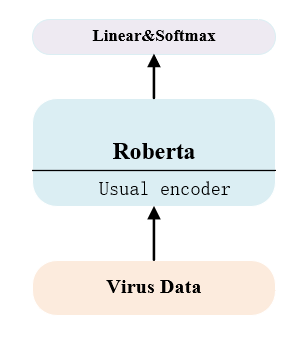 Linear&Softmax
Roberta
Usual encoder
Virus Data